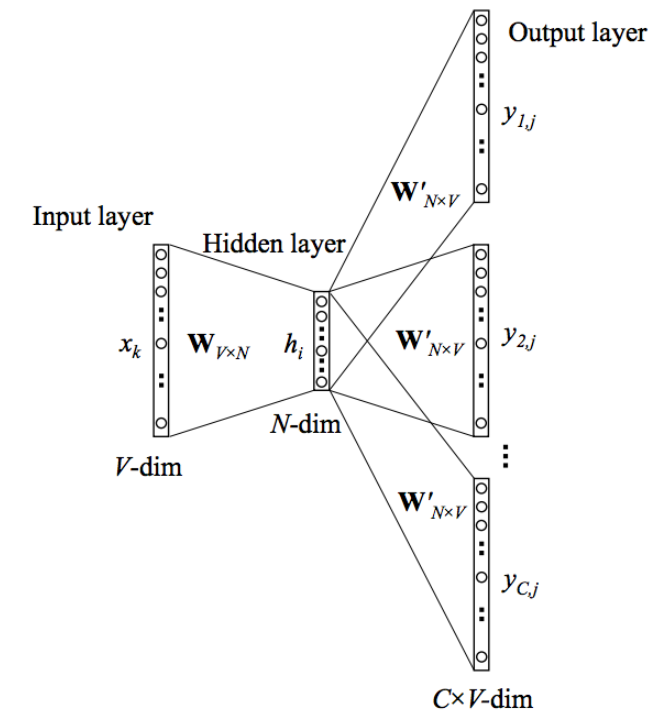 Output layer
y1,j
W'N×V
Input layer
Hidden layer
xk
WV×N
hi
W'N×V
y2,j
N-dim
V-dim
W'N×V
yC,j
C×V-dim